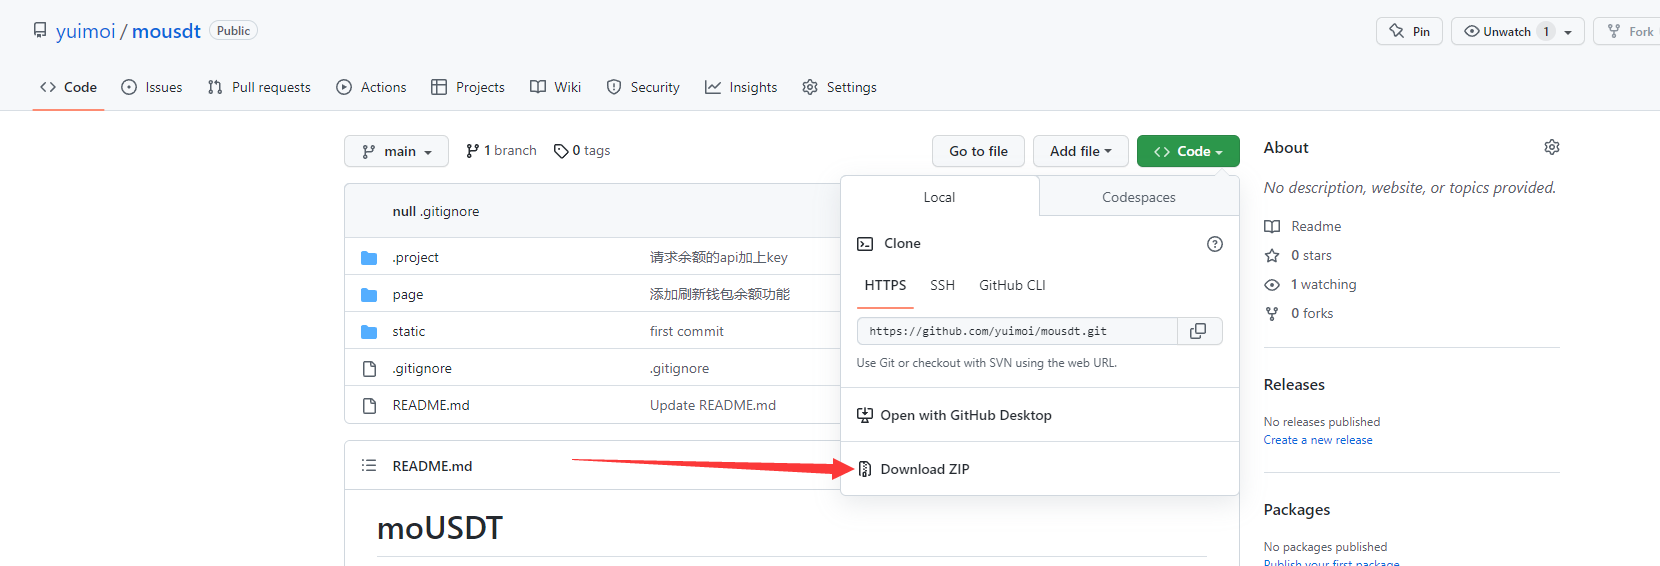 yuimoi / mousdt Public
Pin
Unwatch 1
Fork
Code
Issues
Pull requests
Actions
Projects
Wiki
Security
Insights
Settings
main
1 branch
0 tags
Go to file
Add file
Code
About
No description, website, or topics provided.
Readme
0 stars
1 watching
0 forks
Releases
No releases published
Create a new release
Packages
No packages published
Publish your first package
null .gitignore
.project 请求余额的api加上key
page 添加刷新钱包余额功能
static first commit
.gitignore .gitignore
README.md Update README.md
Local
Codespaces
Clone
HTTPS
SSH
GitHub CLI
https://github.com/yuimoi/mousdt.git
Use Git or checkout with SVN using the web URL.
Open with GitHub Desktop
Download ZIP
README.md
moUSDT